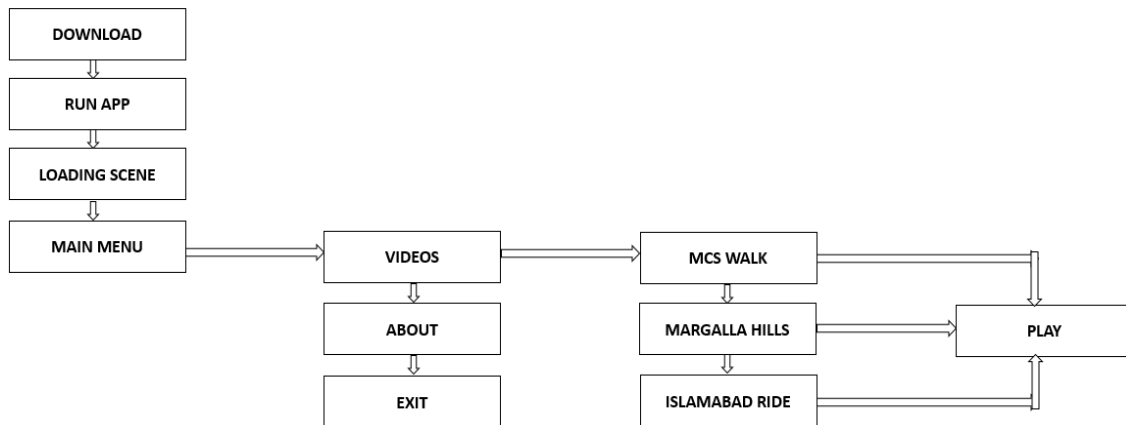 DOWNLOAD
RUN APP
LOADING SCENE
MAIN MENU
VIDEOS
ABOUT
EXIT
MCS WALK
MARGALLA HILLS
ISLAMABAD RIDE
PLAY